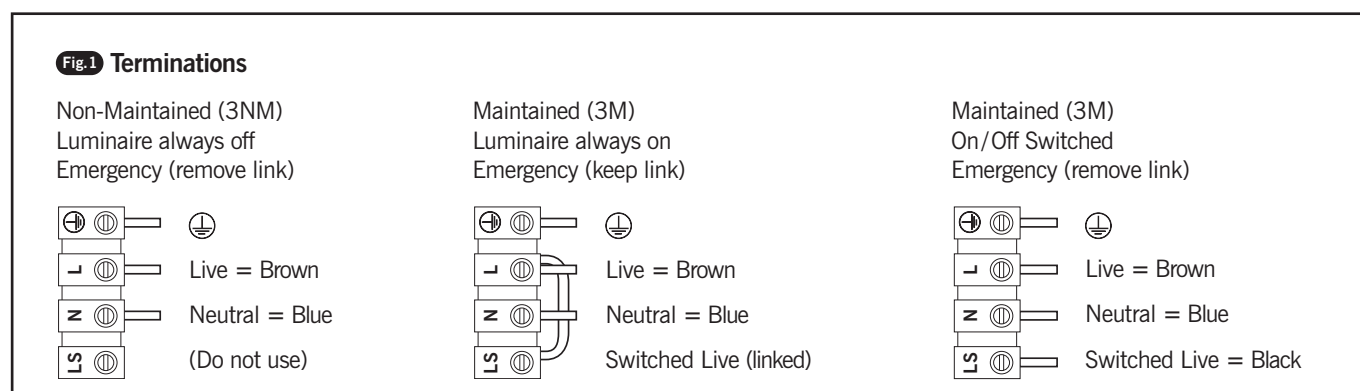 Fig.1 Terminations
Non-Maintained (3NM)
Luminaire always off
Emergency (remove link)
L Live = Brown
N Neutral = Blue
LS (Do not use)
Maintained (3M)
Luminaire always on
Emergency (keep link)
L Live = Brown
N Neutral = Blue
LS Switched Live (linked)
Maintained (3M)
On/Off Switched
Emergency (remove link)
L Live = Brown
N Neutral = Blue
LS Switched Live = Black